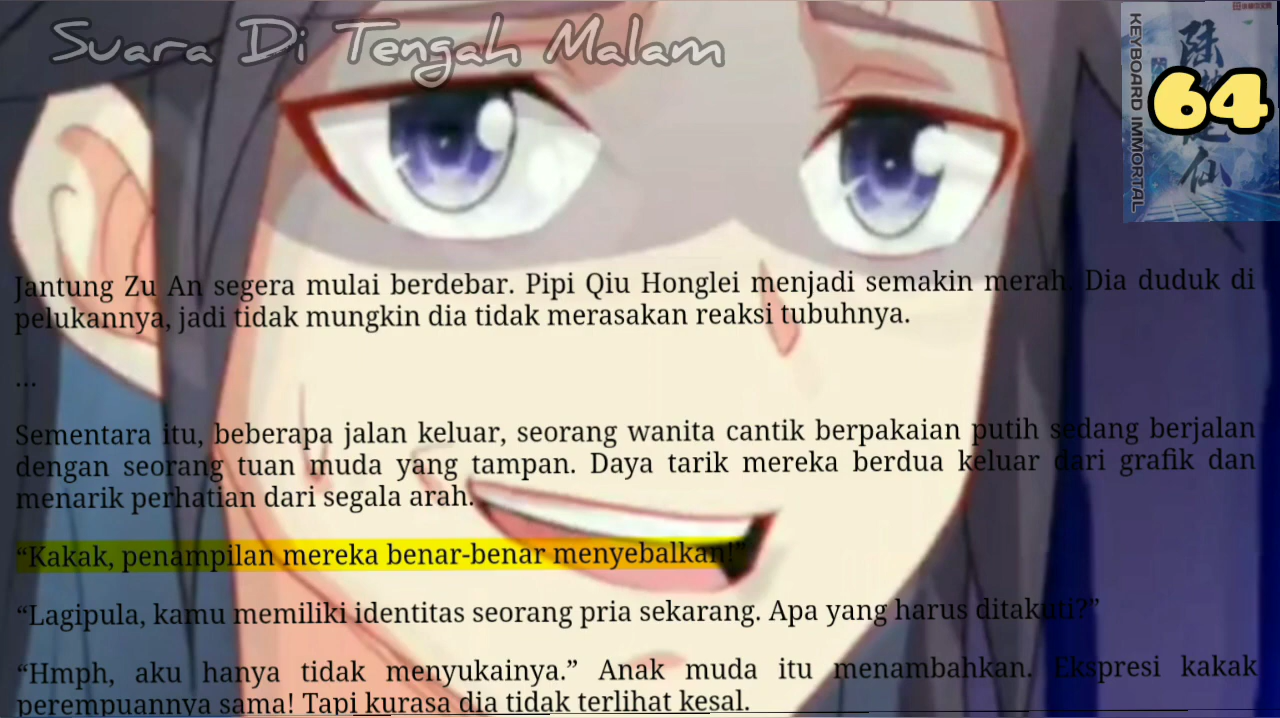 Suara Di Tengah Malam
KEYBOARD IMMORTAL
64
仙
Jantung Zu An segera mulai berdebar. Pipi Qiu Honglei menjadi semakin merah. Dia duduk di
pelukannya, jadi tidak mungkin dia tidak merasakan reaksi tubuhnya.
...
Sementara itu, beberapa jalan keluar, seorang wanita cantik berpakaian putih sedang berjalan
dengan seorang tuan muda yang tampan. Daya tarik mereka berdua keluar dari grafik dan
menarik perhatian dari segala arah.
“Kakak, penampilan mereka benar-benar menyebalkan!”
“Lagipula, kamu memiliki identitas seorang pria sekarang. Apa yang harus ditakuti?”
“Hmph, aku hanya tidak menyukainya.” Anak muda itu menambahkan. Ekspresi kakak
perempuannya sama! Tapi kurasa dia tidak terlihat kesal.